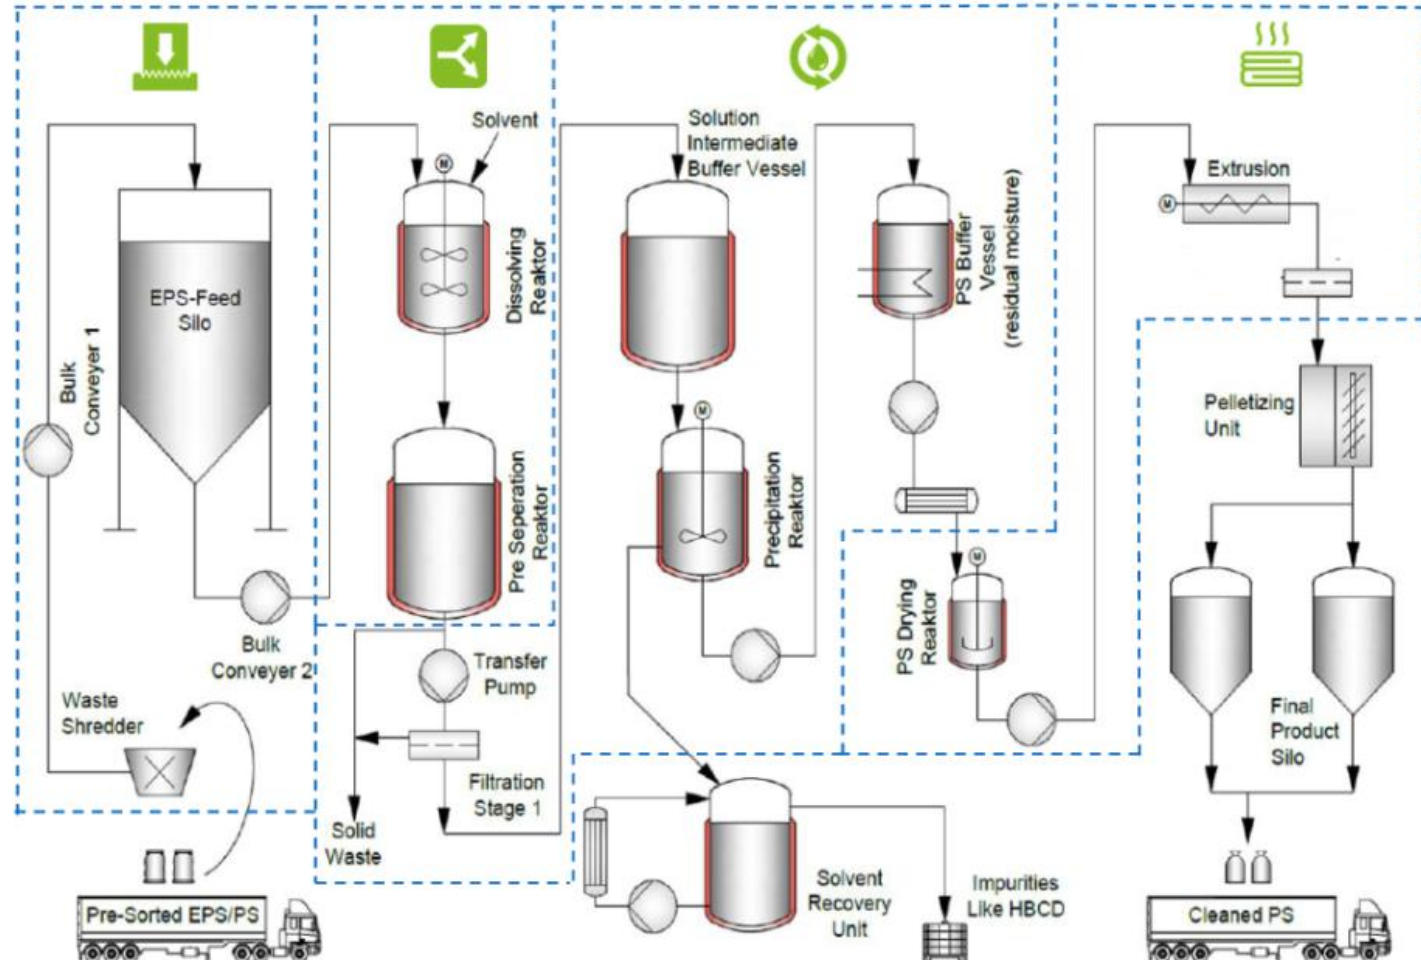 Solvent
Solution
Intermediate
Buffer Vessel
Extrusion
M
M
EPS-Feed
Silo
Dissolving
Reaktor
PS Buffer
Vessel
(residual moisture)
Bulk
Conveyer 1
Pelletizing
Unit
M
Pre Seperation
Reaktor
Precipitation
Reaktor
M
PS Drying
Reaktor
Bulk
Conveyer 2
Transfer
Pump
Waste
Shredder
Final
Product
Silo
Filtration
Stage 1
Solid
Waste
Solvent
Recovery
Unit
Impurities
Like HBCD
Pre-Sorted EPS/PS
Cleaned PS